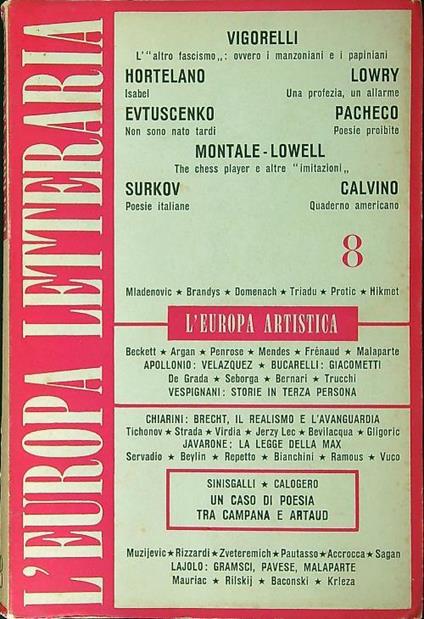 L'EUROPA LETTERARIA
VIGORELLI
L'"altro fascismo„: ovvero i manzoniani e i papiniani
HORTELANO LOWRY
Isabel Una profezia, un allarme
EVTUSCENKO PACHECO
Non sono nato tardi Poesie proibite
MONTALE-LOWELL
The chess player e altre "imitazioni„
SURKOV CALVINO
Poesie italiane Quaderno americano
8
Mladenovic ★ Brandys ★ Domenach ★ Triadu ★ Protic ★ Hikmet
L'EUROPA ARTISTICA
Beckett ★ Argan ★ Penrose ★ Mendes ★ Frénaud ★ Malaparte
APOLLONIO: VELAZQUEZ ★ BUCARELLI: GIACOMETTI
De Grada ★ Seborga ★ Bernari ★ Trucchi
VESPIGNANI: STORIE IN TERZA PERSONA
CHIARINI: BRECHT, IL REALISMO E L'AVANGUARDIA
Tichonov ★ Strada ★ Virdia ★ Jerzy Lec ★ Bevilacqua ★ Gligoric
JAVARONE: LA LEGGE DELLA MAX
Servadio ★ Beylin ★ Repetto ★ Bianchini ★ Ramous ★ Vuco
SINISGALLI ★ CALOGERO
UN CASO DI POESIA
TRA CAMPANA E ARTAUD
Muzijevic ★ Rizzardi ★ Zveteremich ★ Pautasso ★ Accrocca ★ Sagan
LAJOLO: GRAMSCI, PAVESE, MALAPARTE
Mauriac ★ Rilskij ★ Baconski ★ Krleza